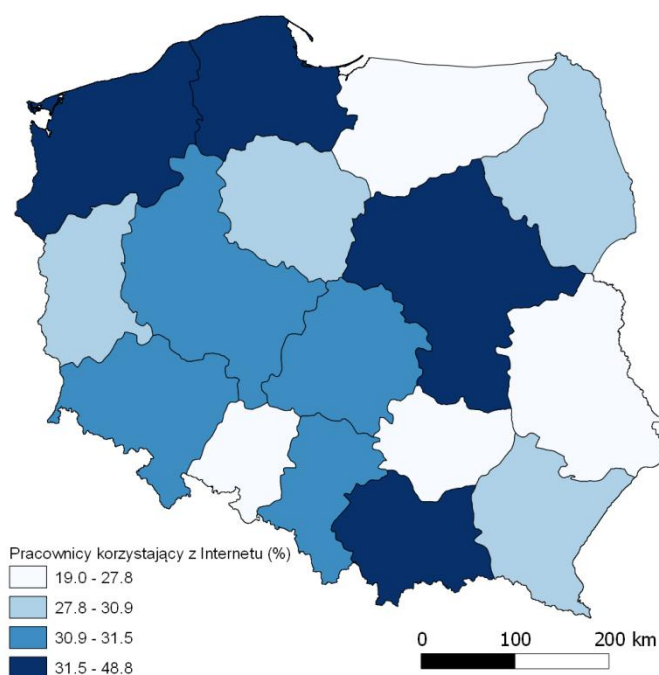 Pracownicy korzystający z Internetu (%)
19.0 - 27.8
27.8 - 30.9
30.9 - 31.5
31.5 - 48.8
0 100 200 km